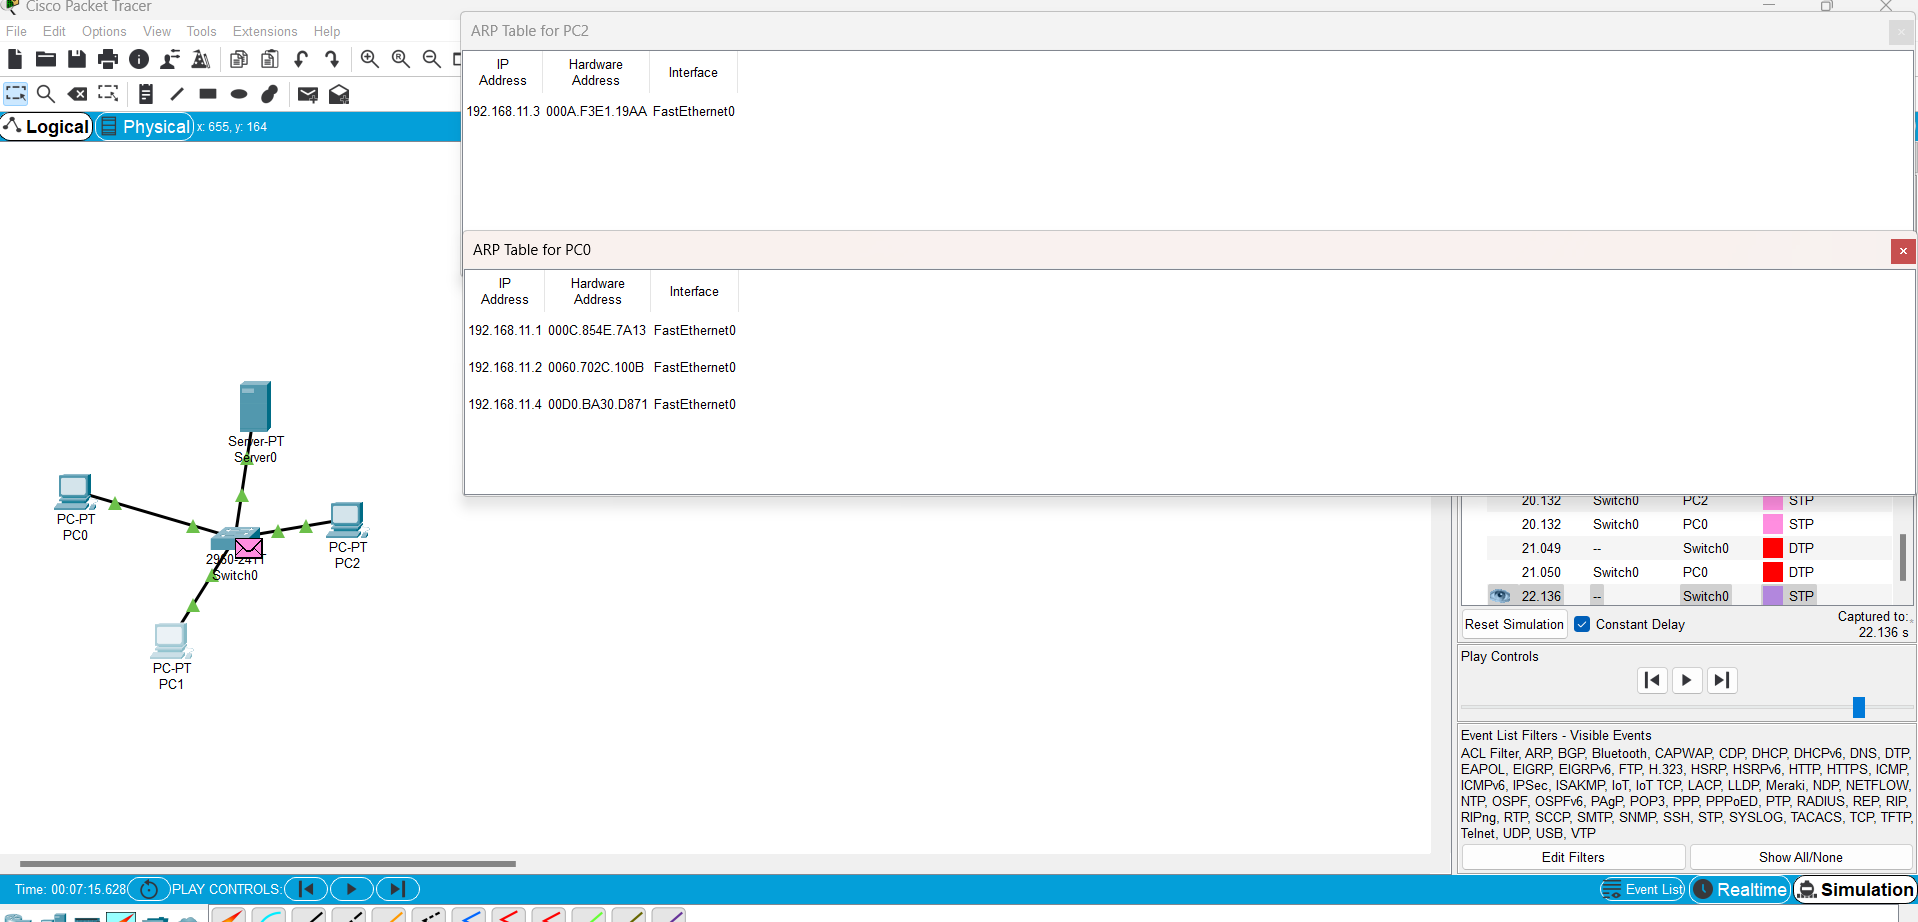 Cisco Packet Tracer
File Edit Options View Tools Extensions Help
Logical Physical x: 655, y: 164
ARP Table for PC2
IP Address Hardware Address Interface
192.168.11.3 000A.F3E1.19AA FastEthernet0
ARP Table for PC0
IP Address Hardware Address Interface
192.168.11.1 000C.854E.7A13 FastEthernet0
192.168.11.2 0060.702C.100B FastEthernet0
192.168.11.4 00D0.BA30.D871 FastEthernet0
Server-PT
Server0
PC-PT
PC0
PC-PT
PC2
2960-24TT
Switch0
PC-PT
PC1
20.132 Switch0 PC2 STP
20.132 Switch0 PC0 STP
21.049 -- Switch0 DTP
21.050 Switch0 PC0 DTP
22.136 -- Switch0 STP
Reset Simulation Constant Delay Captured to:
22.136 s
Play Controls
Event List Filters - Visible Events
ACL Filter, ARP, BGP, Bluetooth, CAPWAP, CDP, DHCP, DHCPv6, DNS, DTP,
EAPOL, EIGRP, EIGRPv6, FTP, H.323, HSRP, HSRPv6, HTTP, HTTPS, ICMP,
ICMPv6, IPSec, ISAKMP, IoT, IoT TCP, LACP, LLDP, Meraki, NDP, NETFLOW,
NTP, OSPF, OSPFv6, PAgP, POP3, PPP, PPPoED, PTP, RADIUS, REP, RIP,
RIPng, RTP, SCCP, SMTP, SNMP, SSH, STP, SYSLOG, TACACS, TCP, TFTP,
Telnet, UDP, USB, VTP
Edit Filters Show All/None
Time: 00:07:15.628 PLAY CONTROLS: Event List Realtime Simulation